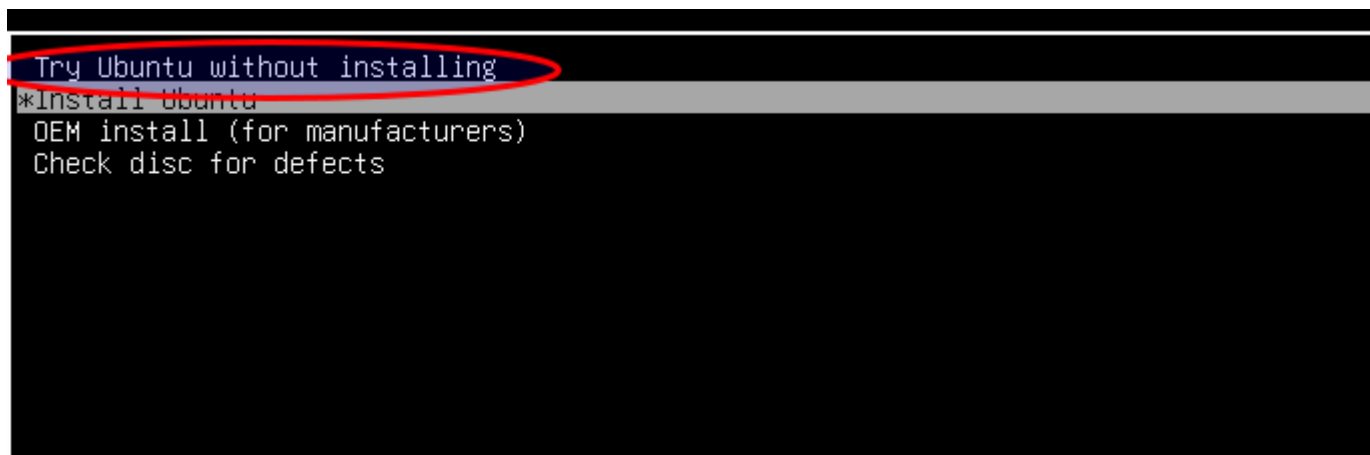 Try Ubuntu without installing
*Install Ubuntu
OEM install (for manufacturers)
Check disc for defects